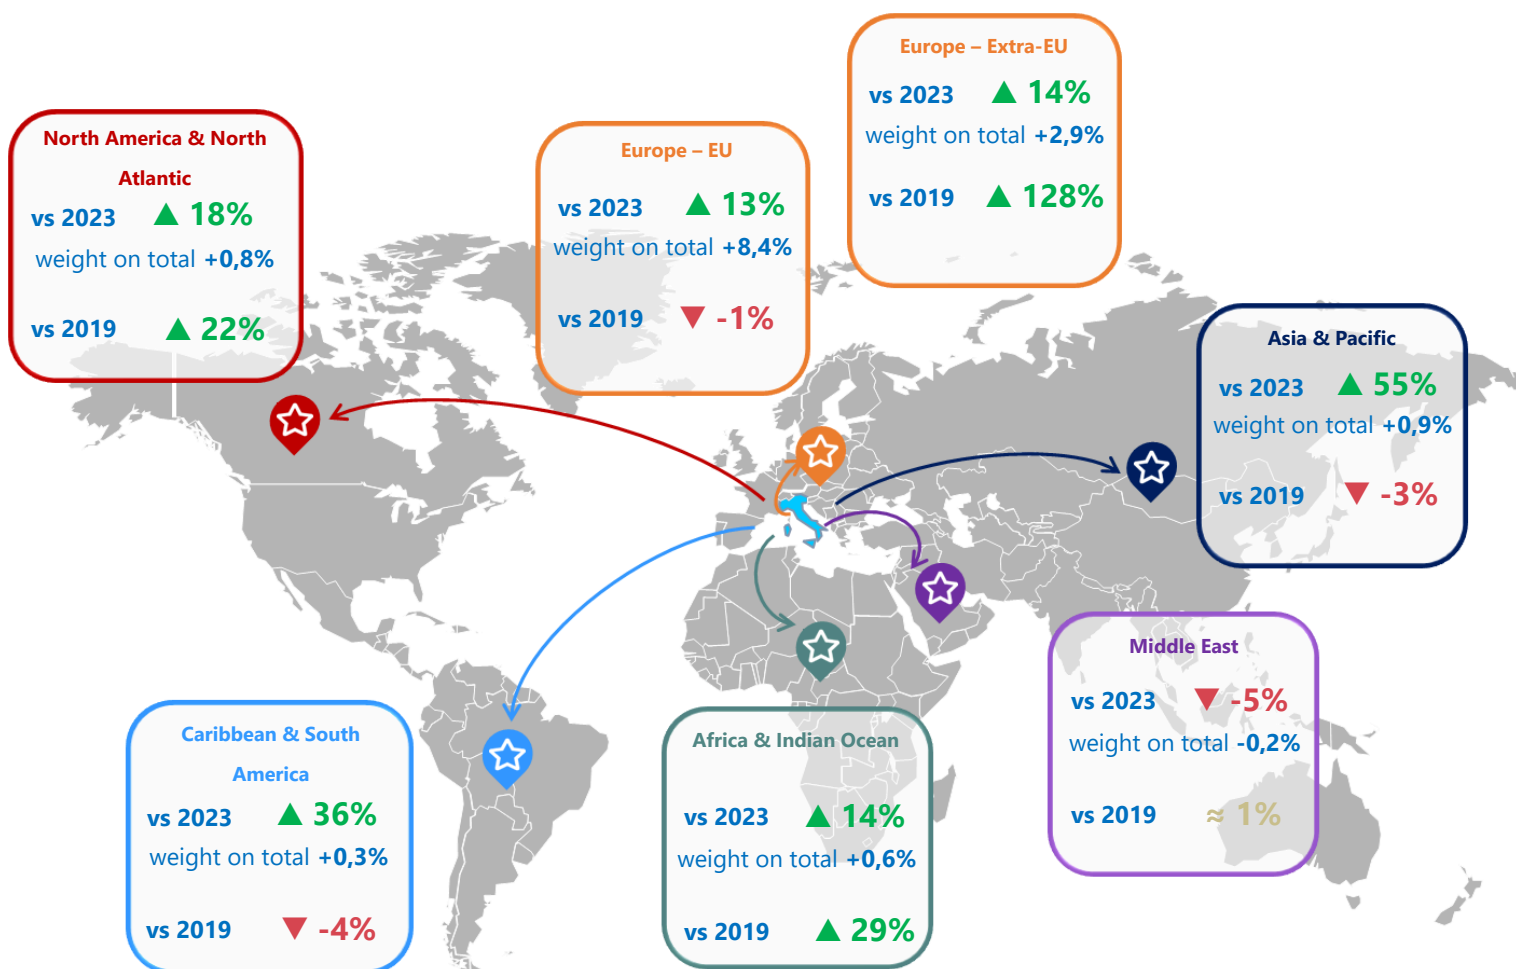 Europe – Extra-EU
vs 2023 ▲ 14%
weight on total +2,9%
vs 2019 ▲ 128%
North America & North
Atlantic
vs 2023 ▲ 18%
weight on total +0,8%
vs 2019 ▲ 22%
Europe – EU
vs 2023 ▲ 13%
weight on total +8,4%
vs 2019 ▼ -1%
Asia & Pacific
vs 2023 ▲ 55%
weight on total +0,9%
vs 2019 ▼ -3%
Middle East
vs 2023 ▼ -5%
weight on total -0,2%
vs 2019 ≈ 1%
Caribbean & South
America
vs 2023 ▲ 36%
weight on total +0,3%
vs 2019 ▼ -4%
Africa & Indian Ocean
vs 2023 ▲ 14%
weight on total +0,6%
vs 2019 ▲ 29%